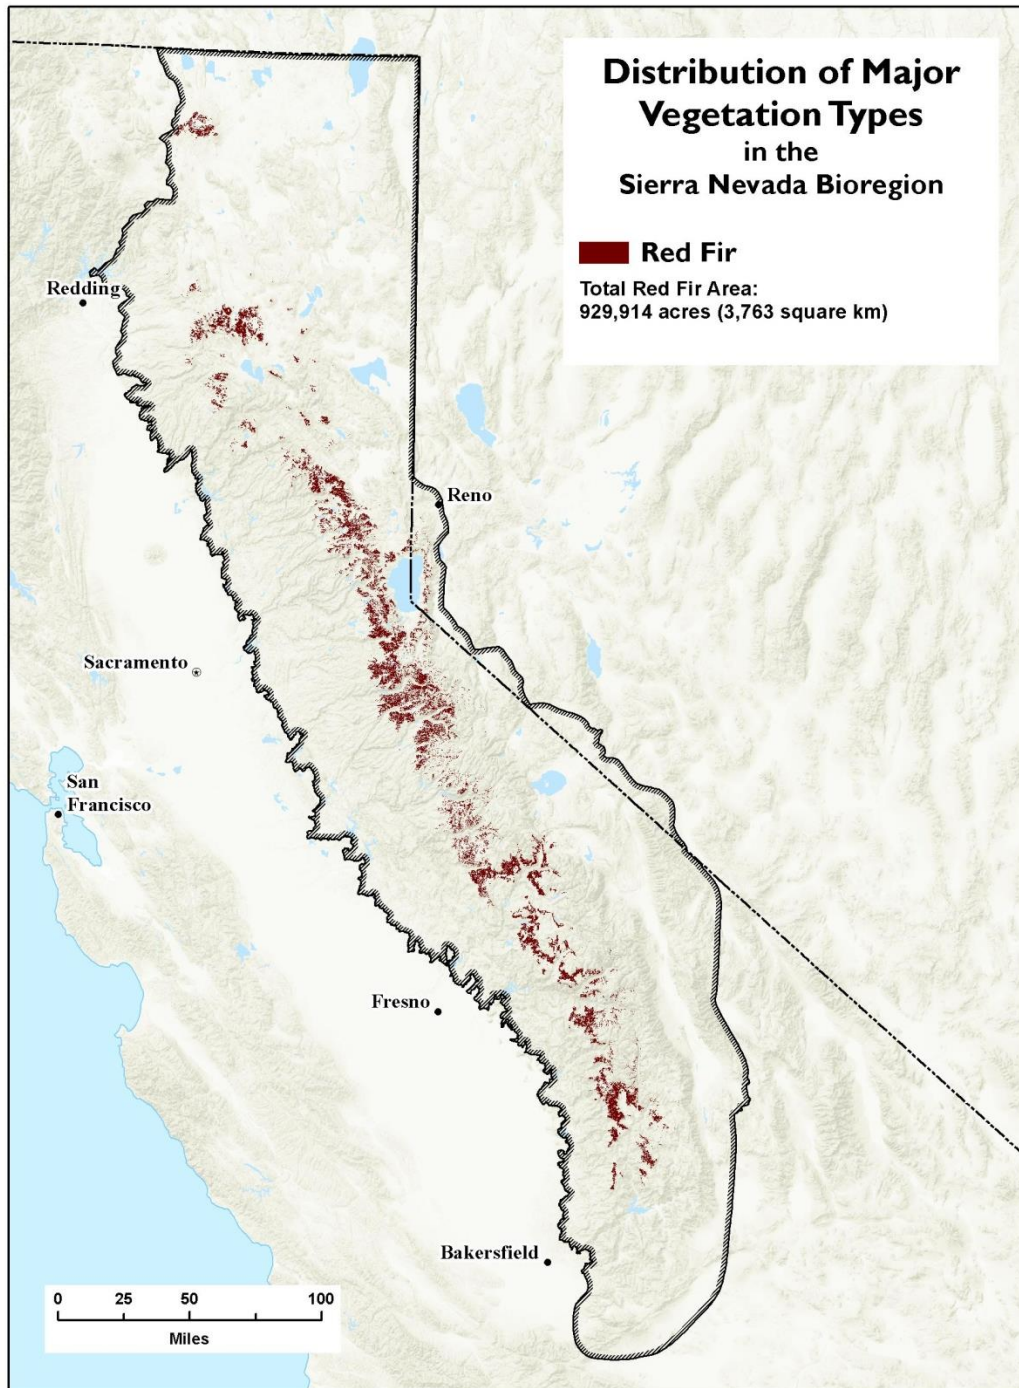 Distribution of Major
Vegetation Types
in the
Sierra Nevada Bioregion
Red Fir
Total Red Fir Area:
929,914 acres (3,763 square km)
Redding
Reno
Sacramento
San
Francisco
Fresno
Bakersfield
0 25 50 100
Miles